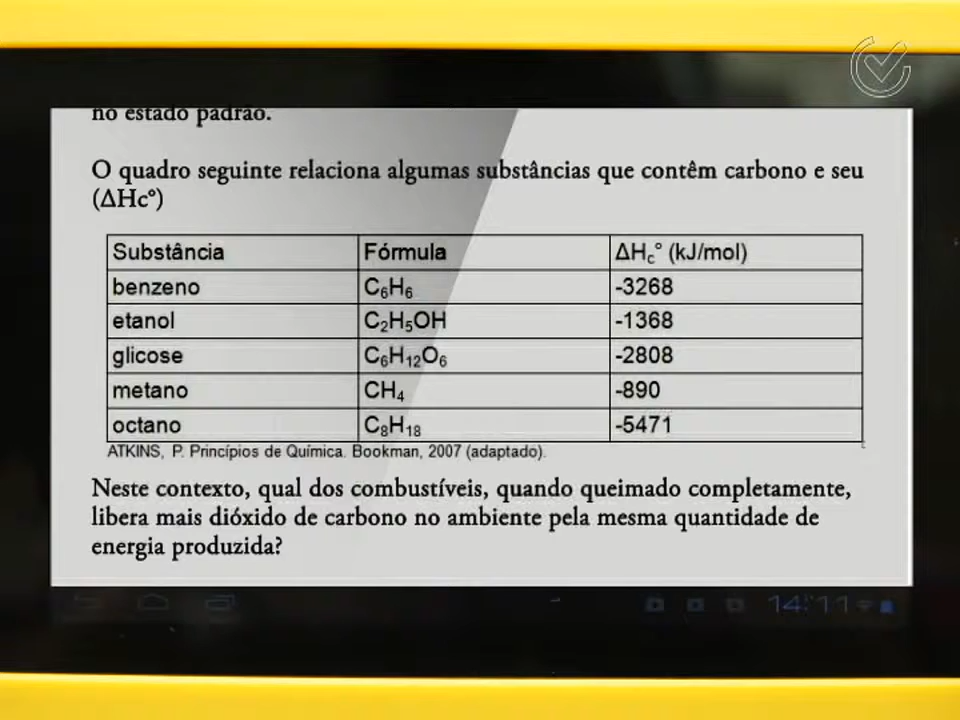 no estado padrão.
O quadro seguinte relaciona algumas substâncias que contêm carbono e seu
(ΔHc°)
Substância Fórmula ΔHc° (kJ/mol)
benzeno C₆H₆ -3268
etanol C₂H₅OH -1368
glicose C₆H₁₂O₆ -2808
metano CH₄ -890
octano C₈H₁₈ -5471
ATKINS, P. Princípios de Química. Bookman, 2007 (adaptado).
Neste contexto, qual dos combustíveis, quando queimado completamente,
libera mais dióxido de carbono no ambiente pela mesma quantidade de
energia produzida?
14:11